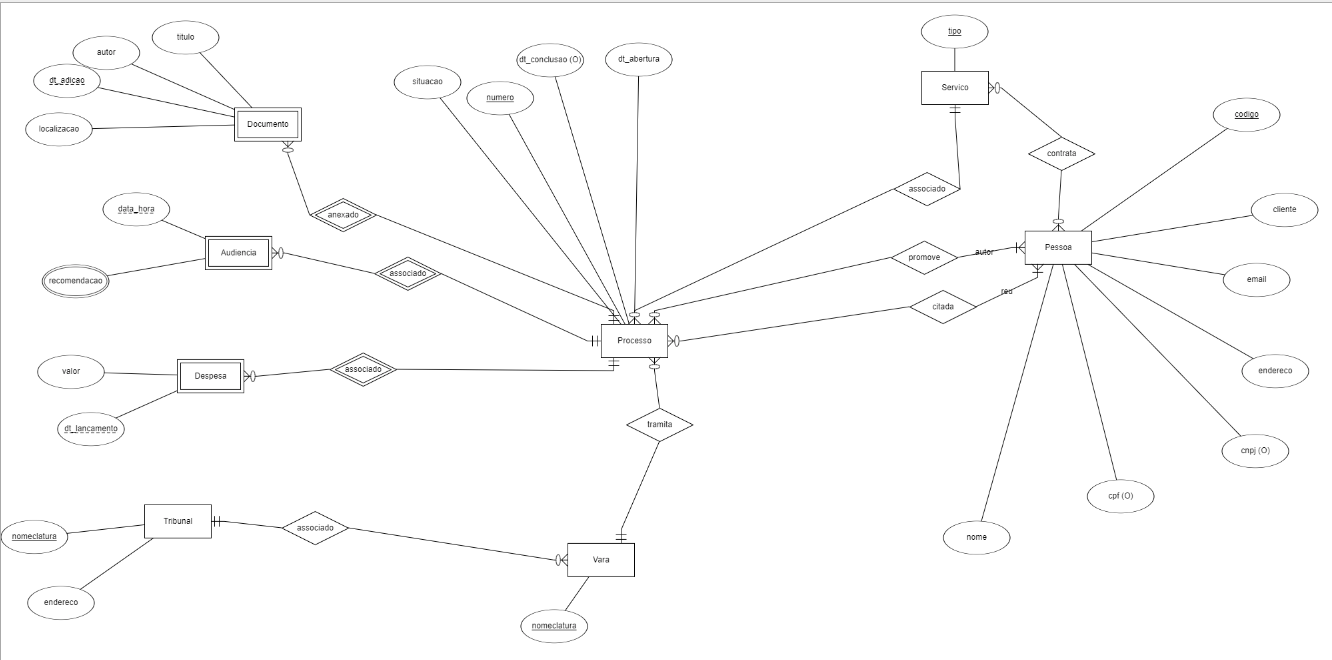 tipo
titulo
autor
dt_conclusao (O)
dt_abertura
dt_adicao
situacao
Servico
numero
codigo
Documento
localizacao
contrata
associado
data_hora
cliente
anexado
Audiencia
autor
Pessoa
promove
associado
recomendacao
email
reu
citada
Processo
valor
Despesa
associado
endereco
dt_lancamento
tramita
cnpj (O)
cpf (O)
Tribunal
associado
nomeclatura
nome
Vara
endereco
nomeclatura